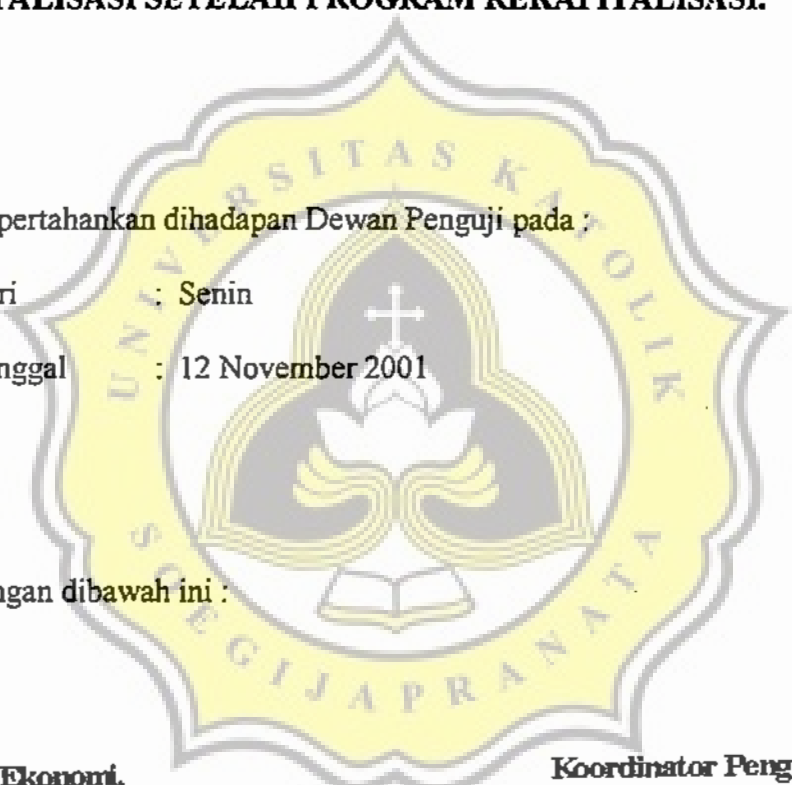 TALISASI SETELAH PROGRAM REKAPITALISASI.
UNIVERSITAS KATOLIK
pertahankan dihadapan Dewan Penguji pada :
ri : Senin
nggal : 12 November 2001
SOEGIJAPRANATA
ngan dibawah ini :
Ekonomi, Koordinator Peng